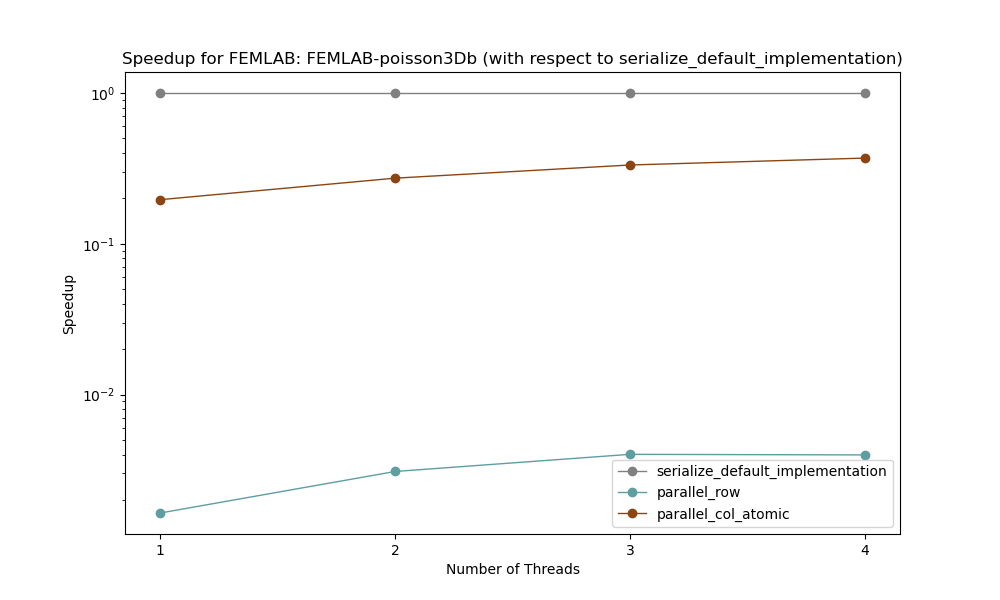 Speedup for FEMLAB: FEMLAB-poisson3Db (with respect to serialize_default_implementation)
10⁰
10⁻¹
10⁻²
Speedup
serialize_default_implementation
parallel_row
parallel_col_atomic
1 2 3 4
Number of Threads